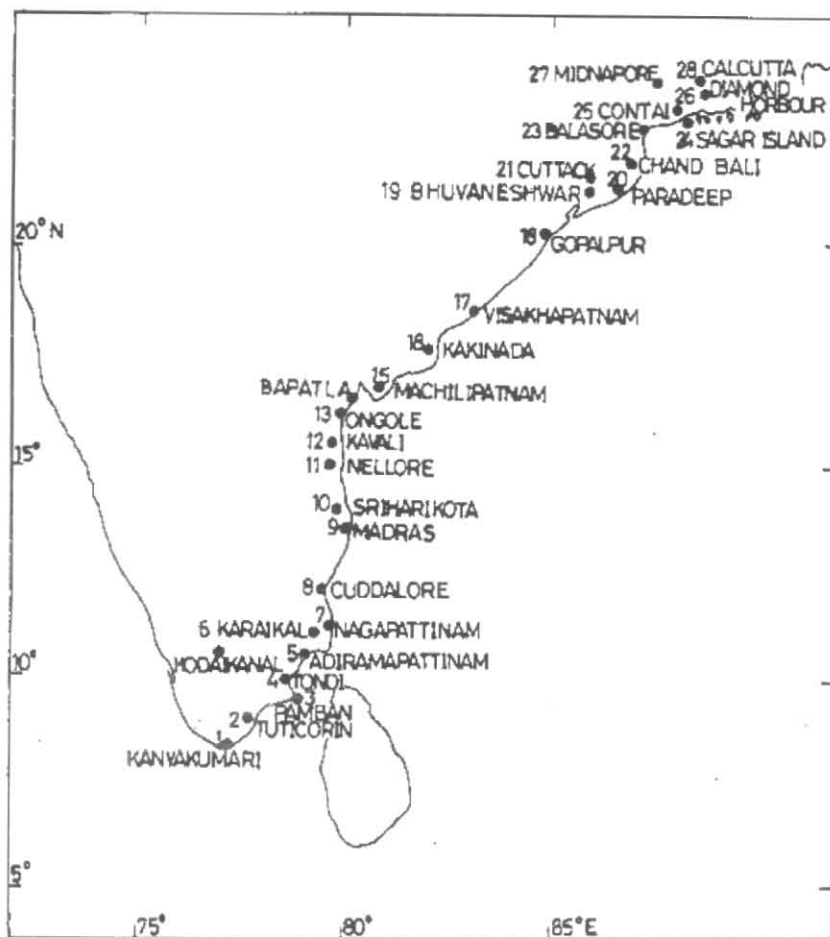 27 MIDNAPORE
28 CALCUTTA
26 DIAMOND
HORBOUR
25 CONTAI
24 SAGAR ISLAND
23 BALASORE
22 CHAND BALI
21 CUTTACK
20 PARADEEP
19 BHUVANESHWAR
20°N
18 GOPALPUR
17 VISAKHAPATNAM
16 KAKINADA
15 MACHILIPATNAM
BAPATLA
13 ONGOLE
12 KAVALI
15°
11 NELLORE
10 SRIHARIKOTA
9 MADRAS
8 CUDDALORE
7 NAGAPATTINAM
6 KARAIKAL
5 ADIRAMAPATTINAM
KODAIKANAL
10°
4 TONDI
3 PAMBAN
2 TUTICORIN
1 KANYAKUMARI
5°
75° 80° 85°E